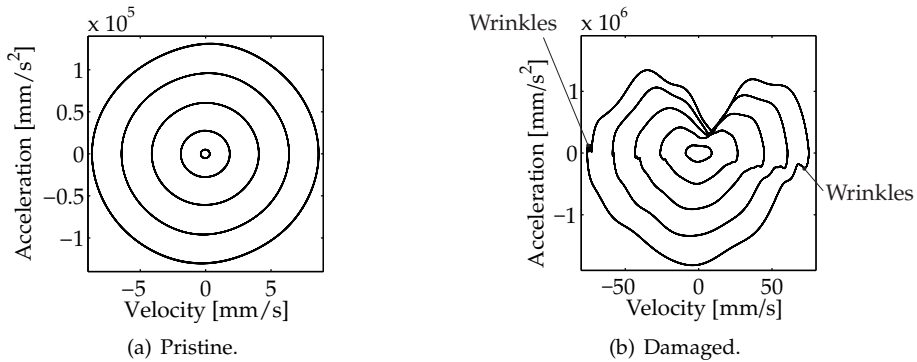 x 10^5
Acceleration [mm/s^2]
1
0.5
0
−0.5
−1
−5
0
5
Velocity [mm/s]
(a) Pristine.
Wrinkles
x 10^6
Acceleration [mm/s^2]
1
0
−1
Wrinkles
−50
0
50
Velocity [mm/s]
(b) Damaged.